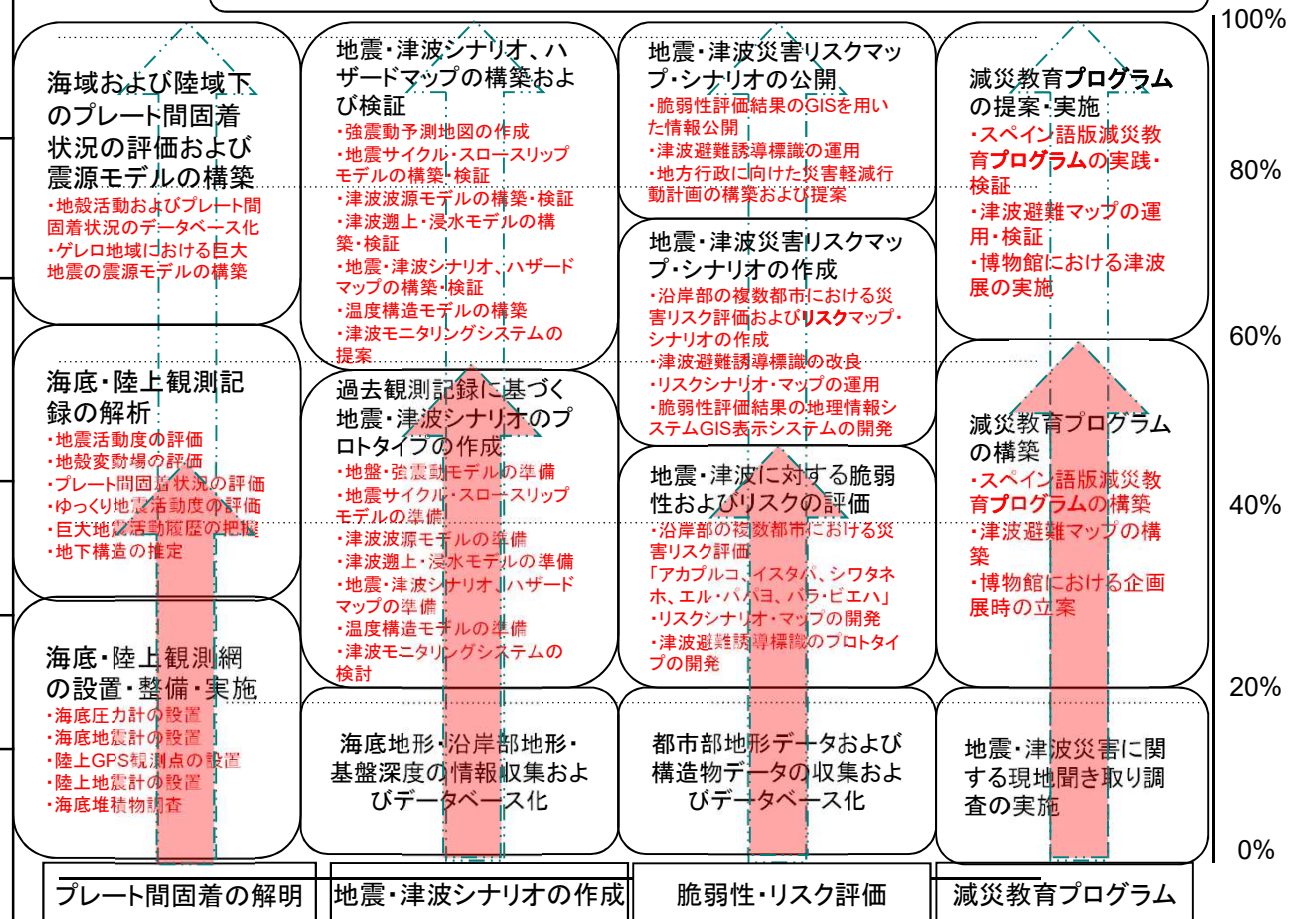 100%
80%
60%
40%
20%
0%
海域および陸域下
のプレート間固着
状況の評価および
震源モデルの構築
・地殻活動およびプレート間
固着状況のデータベース化
・ゲレロ地域における巨大
地震の震源モデルの構築
海底・陸上観測記
録の解析
・地震活動度の評価
・地殻変動場の評価
・プレート間固着状況の評価
・ゆっくり地震活動度の評価
・巨大地震活動履歴の把握
・地下構造の推定
海底・陸上観測網
の設置・整備・実施
・海底圧力計の設置
・海底地震計の設置
・陸上GPS観測点の設置
・陸上地震計の設置
・海底堆積物調査
プレート間固着の解明
地震・津波シナリオ、ハ
ザードマップの構築およ
び検証
・強震動予測地図の作成
・地震サイクル・スロースリップ
モデルの構築・検証
・津波波源モデルの構築・検証
・津波遡上・浸水モデルの構
築・検証
・地震・津波シナリオ、ハザード
マップの構築・検証
・温度構造モデルの構築
・津波モニタリングシステムの
提案
過去観測記録に基づく
地震・津波シナリオのプ
ロトタイプの作成
・地盤・強震動モデルの準備
・地震サイクル・スロースリップ
モデルの準備
・津波波源モデルの準備
・津波遡上・浸水モデルの準備
・地震・津波シナリオ、ハザード
マップの準備
・温度構造モデルの準備
・津波モニタリングシステムの
検討
海底地形・沿岸部地形・
基盤深度の情報収集およ
びデータベース化
地震・津波シナリオの作成
地震・津波災害リスクマッ
プ・シナリオの公開
・脆弱性評価結果のGISを用い
た情報公開
・津波避難誘導標識の運用
・地方行政に向けた災害軽減行
動計画の構築および提案
地震・津波災害リスクマッ
プ・シナリオの作成
・沿岸部の複数都市における災
害リスク評価およびリスクマップ・
シナリオの作成
・津波避難誘導標識の改良
・リスクシナリオ・マップの運用
・脆弱性評価結果の地理情報シ
ステムGIS表示システムの開発
地震・津波に対する脆弱
性およびリスクの評価
・沿岸部の複数都市における災
害リスク評価
「アカプルコ、イスタパ、シワタネ
ホ、エル・パパヨ、バラ・ビエハ」
・リスクシナリオ・マップの開発
・津波避難誘導標識のプロトタイ
プの開発
都市部地形データおよび
構造物データの収集およ
びデータベース化
脆弱性・リスク評価
減災教育プログラム
の提案・実施
・スペイン語版減災教
育プログラムの実践・
検証
・津波避難マップの運
用・検証
・博物館における津波
展の実施
減災教育プログラム
の構築
・スペイン語版減災教
育プログラムの構築
・津波避難マップの構
築
・博物館における企画
展時の立案
地震・津波災害に関
する現地聞き取り調
査の実施
減災教育プログラム